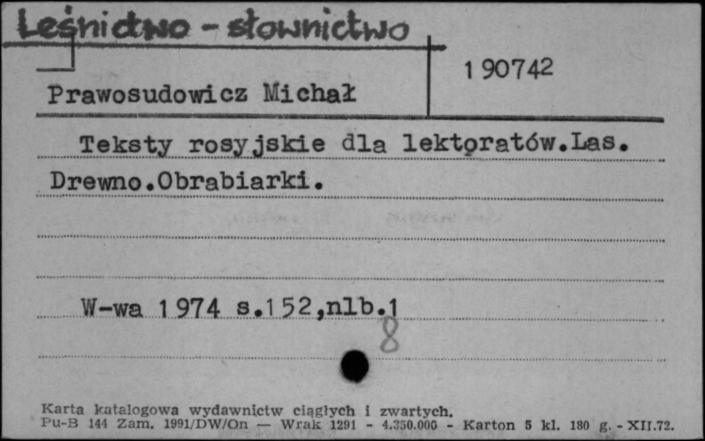 Leśnictwo - słownictwo
190742
Prawosudowicz Michał
Teksty rosyjskie dla lektoratów.Las.
Drewno.Obrabiarki.
W-wa 1974 s.152,nlb.1
8
Karta katalogowa wydawnictw ciągłych i zwartych.
Pu-B 144 Zam. 1991/DW/On — Wrak 1291 - 4.350.000 - Karton 5 kl. 180 g. - XII.72.